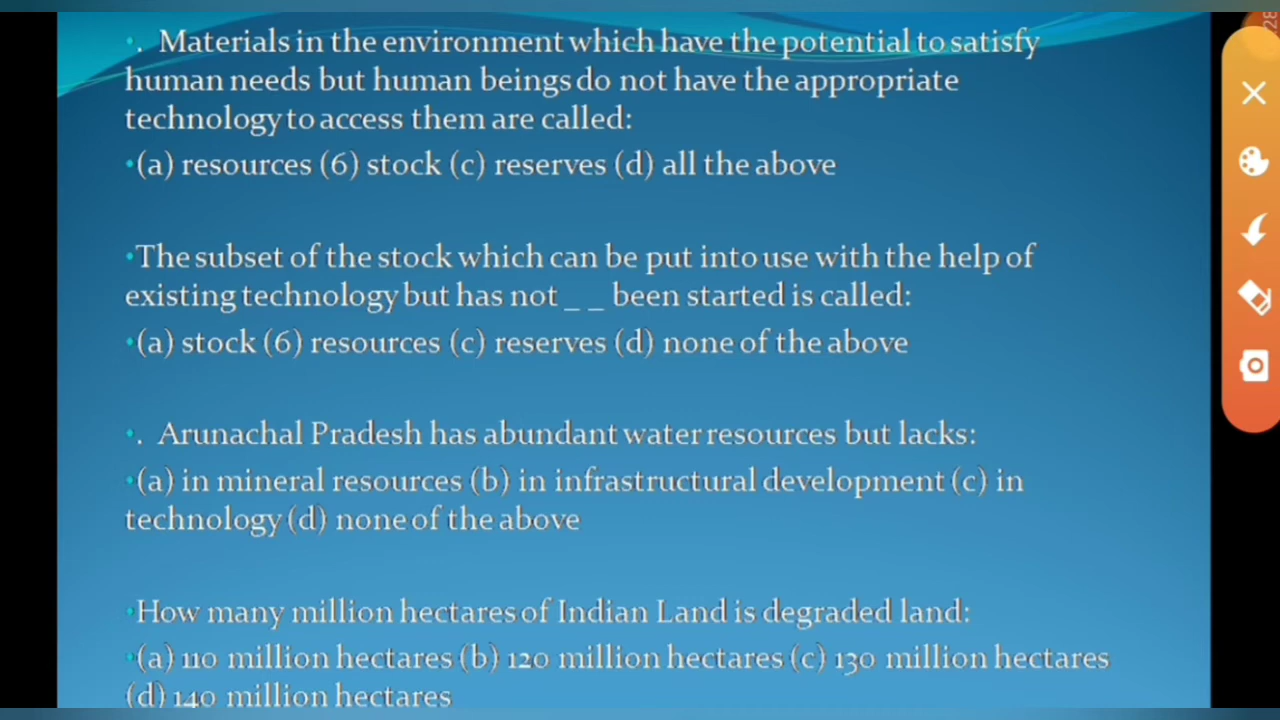 •. Materials in the environment which have the potential to satisfy
human needs but human beings do not have the appropriate
technology to access them are called:
•(a) resources (6) stock (c) reserves (d) all the above
•The subset of the stock which can be put into use with the help of
existing technology but has not _ _ been started is called:
•(a) stock (6) resources (c) reserves (d) none of the above
•. Arunachal Pradesh has abundant water resources but lacks:
•(a) in mineral resources (b) in infrastructural development (c) in
technology (d) none of the above
•How many million hectares of Indian Land is degraded land:
•(a) 110 million hectares (b) 120 million hectares (c) 130 million hectares
(d) 140 million hectares